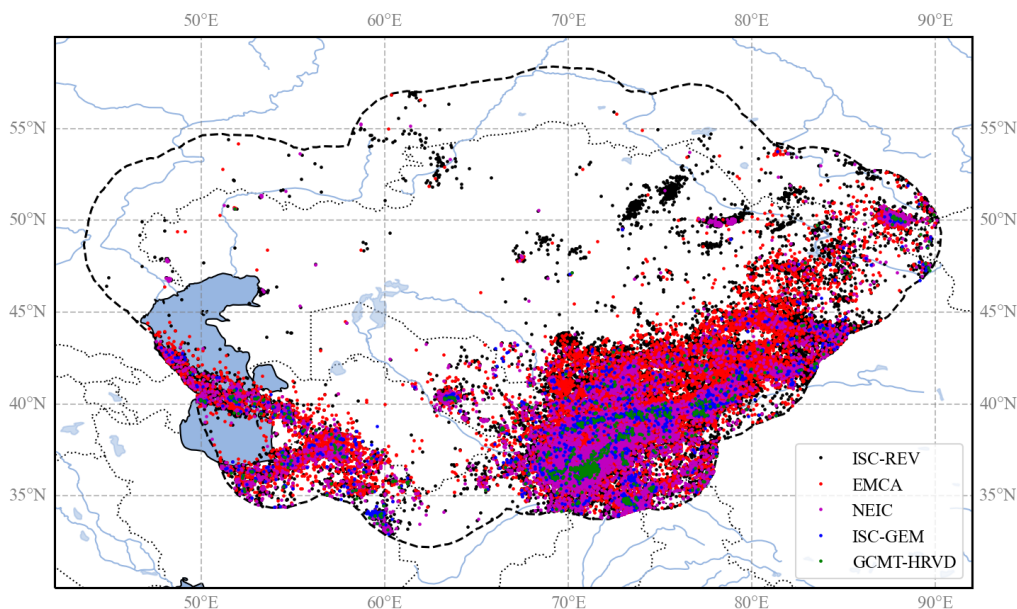 50°E 60°E 70°E 80°E 90°E
55°N 55°N
50°N 50°N
45°N 45°N
40°N 40°N
35°N 35°N
ISC-REV
EMCA
NEIC
ISC-GEM
GCMT-HRVD
50°E 60°E 70°E 80°E 90°E